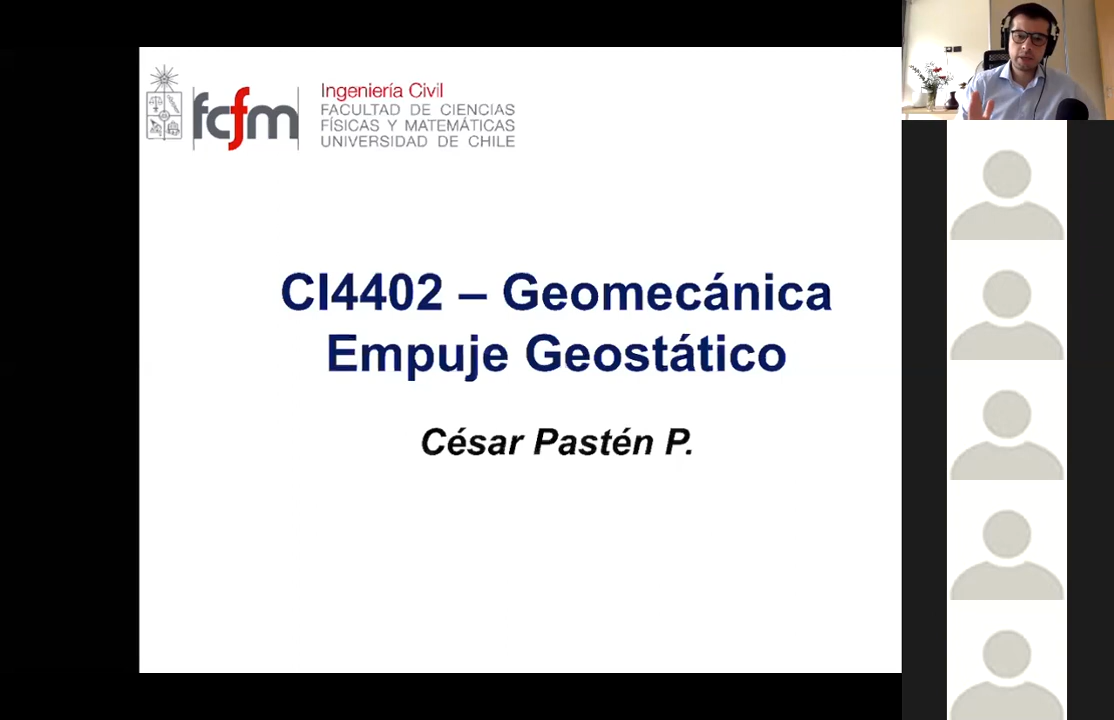 fcfm
Ingeniería Civil
FACULTAD DE CIENCIAS
FÍSICAS Y MATEMÁTICAS
UNIVERSIDAD DE CHILE
CI4402 – Geomecánica
Empuje Geostático
César Pastén P.